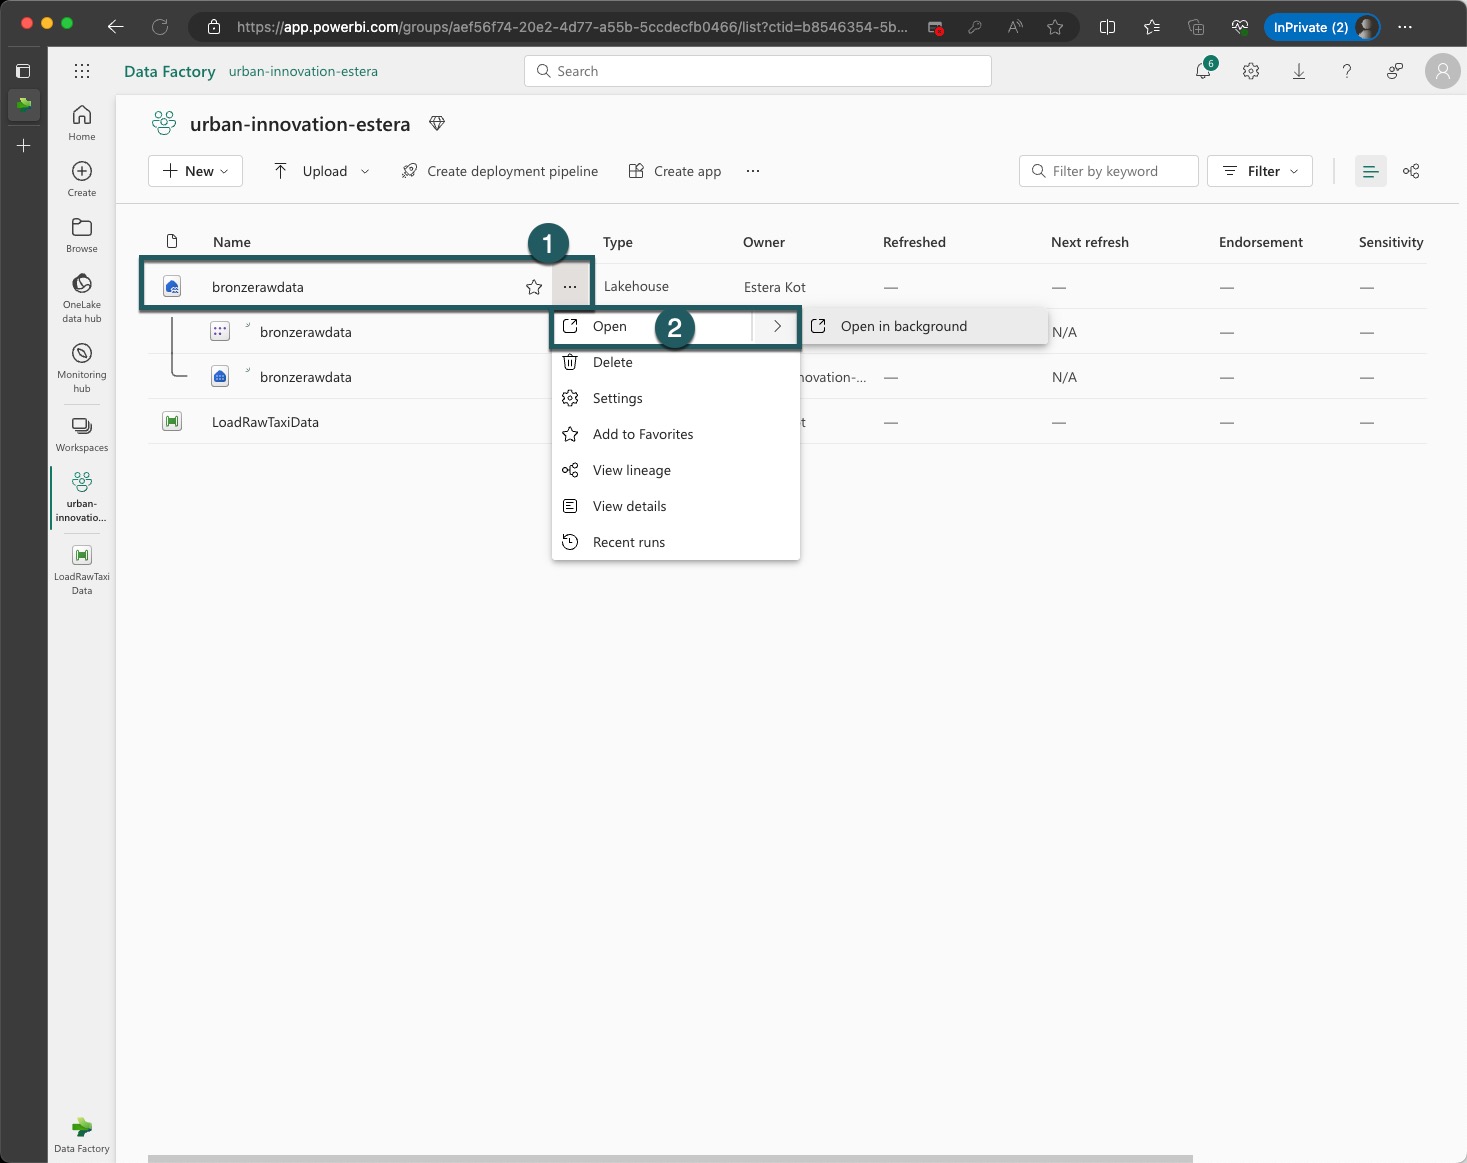 https://app.powerbi.com/groups/aef56f74-20e2-4d77-a55b-5ccdecfb0466/list?ctid=b8546354-5b...
InPrivate (2)
Data Factory
urban-innovation-estera
Search
6
Home
Create
Browse
OneLake
data hub
Monitoring
hub
Workspaces
urban-
innovatio...
LoadRawTaxi
Data
Data Factory
urban-innovation-estera
New
Upload
Create deployment pipeline
Create app
Filter by keyword
Filter
Name
Type
Owner
Refreshed
Next refresh
Endorsement
Sensitivity
1
bronzerawdata
Lakehouse
Estera Kot
—
—
—
—
bronzerawdata
N/A
—
—
bronzerawdata
novation-...
—
N/A
—
—
LoadRawTaxiData
t
—
—
—
—
Open
2
Open in background
Delete
Settings
Add to Favorites
View lineage
View details
Recent runs